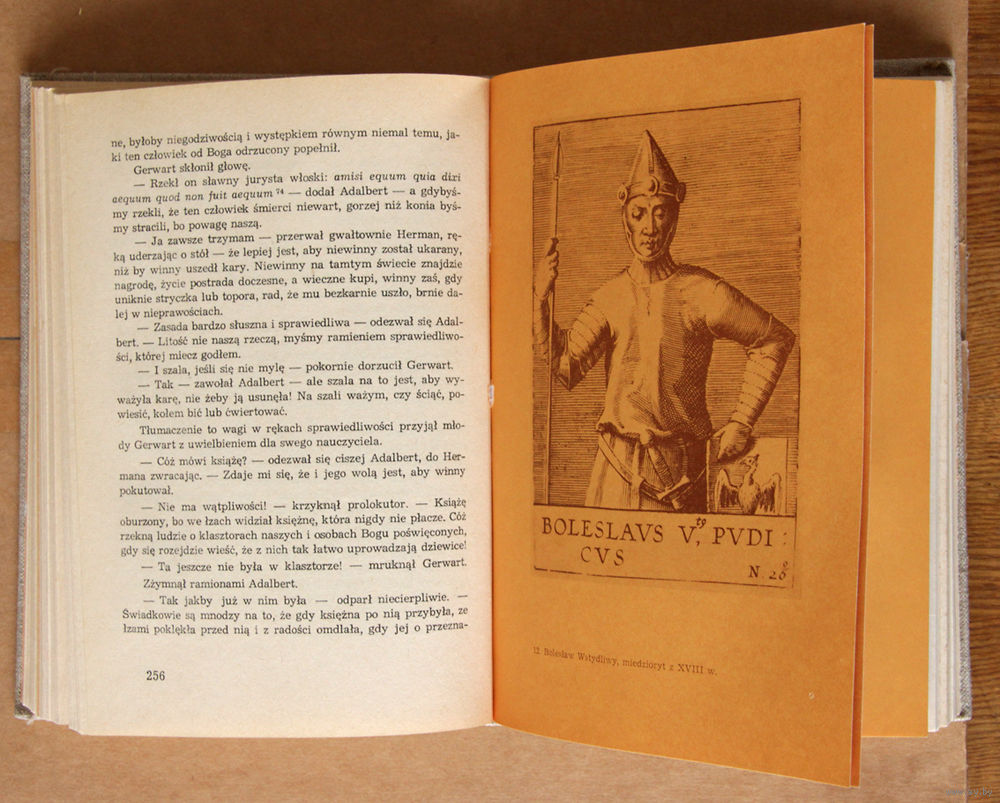 ne, byłoby niegodziwością i występkiem równym niemal temu, ja-
ki ten człowiek od Boga odrzucony popełnił.
Gerwart skłonił głowę.
— Rzekł on sławny jurysta włoski: amisi equum quia dixi
aequum quod non fuit aequum 74 — dodał Adalbert — a gdybyś-
my rzekli, że ten człowiek śmierci niewart, gorzej niż konia byś-
my stracili, bo powagę naszą.
— Ja zawsze trzymam — przerwał gwałtownie Herman, rę-
ką uderzając o stół — że lepiej jest, aby niewinny został ukarany,
niż by winny uszedł kary. Niewinny na tamtym świecie znajdzie
nagrodę, życie postrada doczesne, a wieczne kupi, winny zaś, gdy
uniknie stryczka lub topora, rad, że mu bezkarnie uszło, brnie da-
lej w nieprawościach.
— Zasada bardzo słuszna i sprawiedliwa — odezwał się Adal-
bert. — Litość nie naszą rzeczą, myśmy ramieniem sprawiedliwo-
ści, której miecz godłem.
— I szala, jeśli się nie mylę — pokornie dorzucił Gerwart.
— Tak — zawołał Adalbert — ale szala na to jest, aby wy-
ważyła karę, nie żeby ją usunęła! Na szali ważym, czy ściąć, po-
wiesić, kołem bić lub ćwiertować.
Tłumaczenie to wagi w rękach sprawiedliwości przyjął mło-
dy Gerwart z uwielbieniem dla swego nauczyciela.
— Cóż mówi książę? — odezwał się ciszej Adalbert, do Her-
mana zwracając. — Zdaje mi się, że i jego wolą jest, aby winny
pokutował.
— Nie ma wątpliwości! — krzyknął prolokutor. — Książę
oburzony, bo we łzach widział księżnę, która nigdy nie płacze. Cóż
rzekną ludzie o klasztorach naszych i osobach Bogu poświęconych,
gdy się rozejdzie wieść, że z nich tak łatwo uprowadzają dziewice!
— Ta jeszcze nie była w klasztorze! — mruknął Gerwart.
Zżymnął ramionami Adalbert.
— Tak jakby już w nim była — odparł niecierpliwie. —
Świadkowie są mnodzy na to, że gdy księżna po nią przybyła, ze
łzami poklękła przed nią i z radości omdlała, gdy jej o przezna-
256
BOLESLAVS V, PVDI :
CVS
N. 26
12. Bolesław Wstydliwy, miedzioryt z XVIII w.